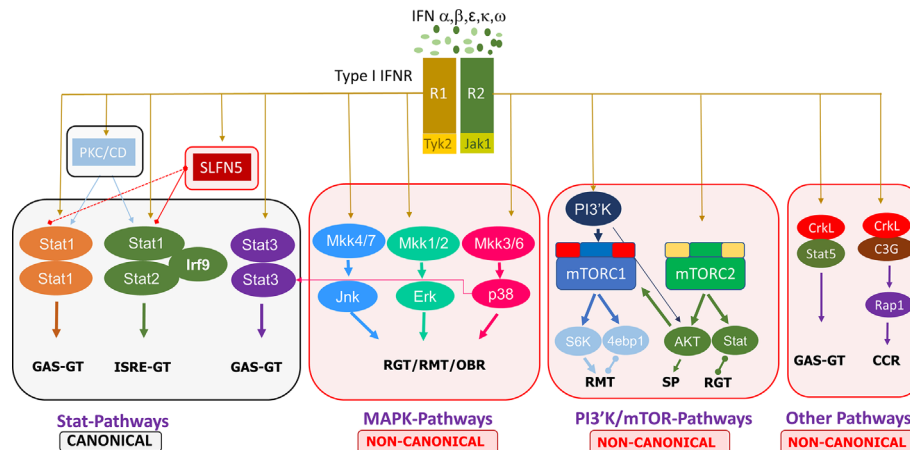 IFN α,β,ε,κ,ω
Type I IFNR
R1
R2
Tyk2
Jak1
PKC/CD
SLFN5
Stat1
Stat1
Stat1
Stat2
Irf9
Stat3
Stat3
GAS-GT
ISRE-GT
GAS-GT
Mkk4/7
Mkk1/2
Mkk3/6
Jnk
Erk
p38
RGT/RMT/OBR
PI3'K
mTORC1
mTORC2
S6K
4ebp1
AKT
Stat
RMT
SP
RGT
CrkL
Stat5
CrkL
C3G
Rap1
GAS-GT
CCR
Stat-Pathways
CANONICAL
MAPK-Pathways
NON-CANONICAL
PI3'K/mTOR-Pathways
NON-CANONICAL
Other Pathways
NON-CANONICAL